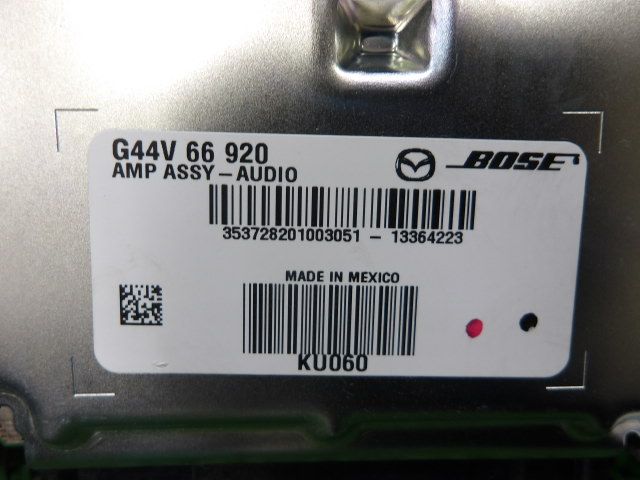 G44V 66 920
AMP ASSY-AUDIO
BOSE
353728201003051 - 13364223
MADE IN MEXICO
KU060